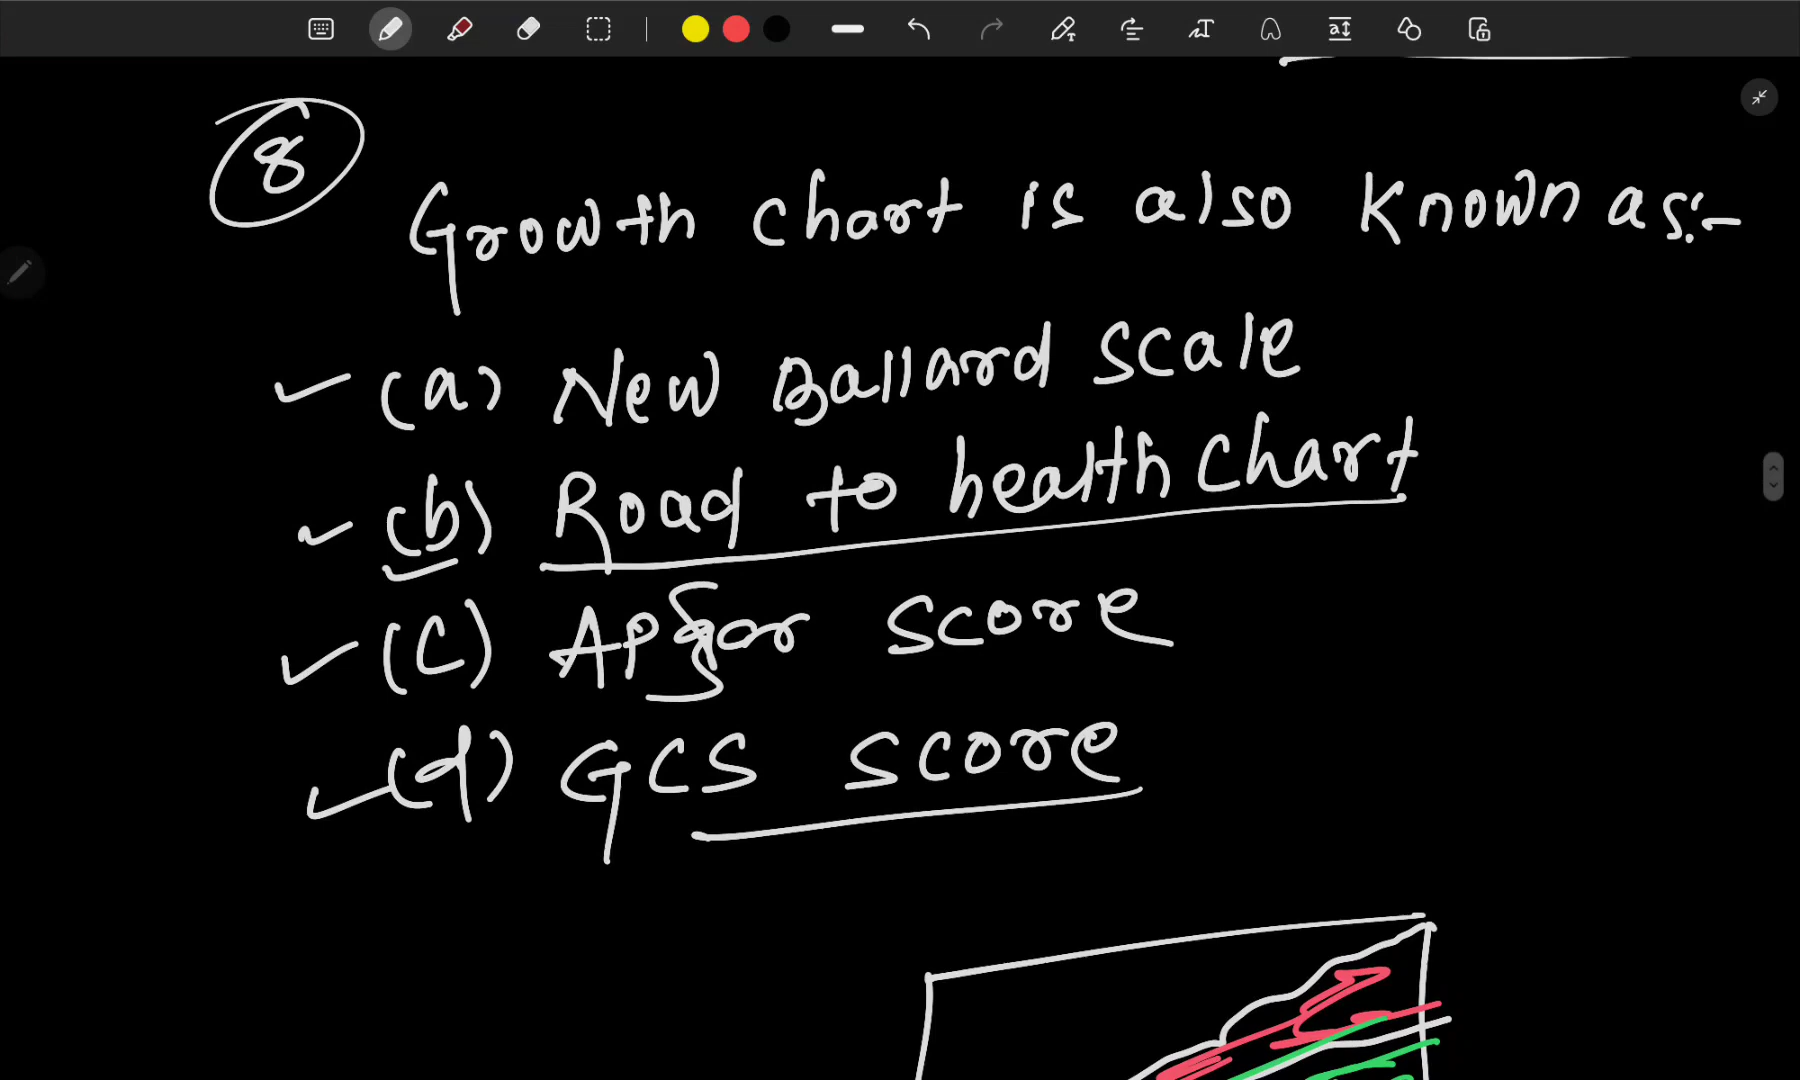 8
Growth chart is also known as:-
(a) New Ballard scale
(b) Road to health chart
(c) Apgar score
(d) GCS score